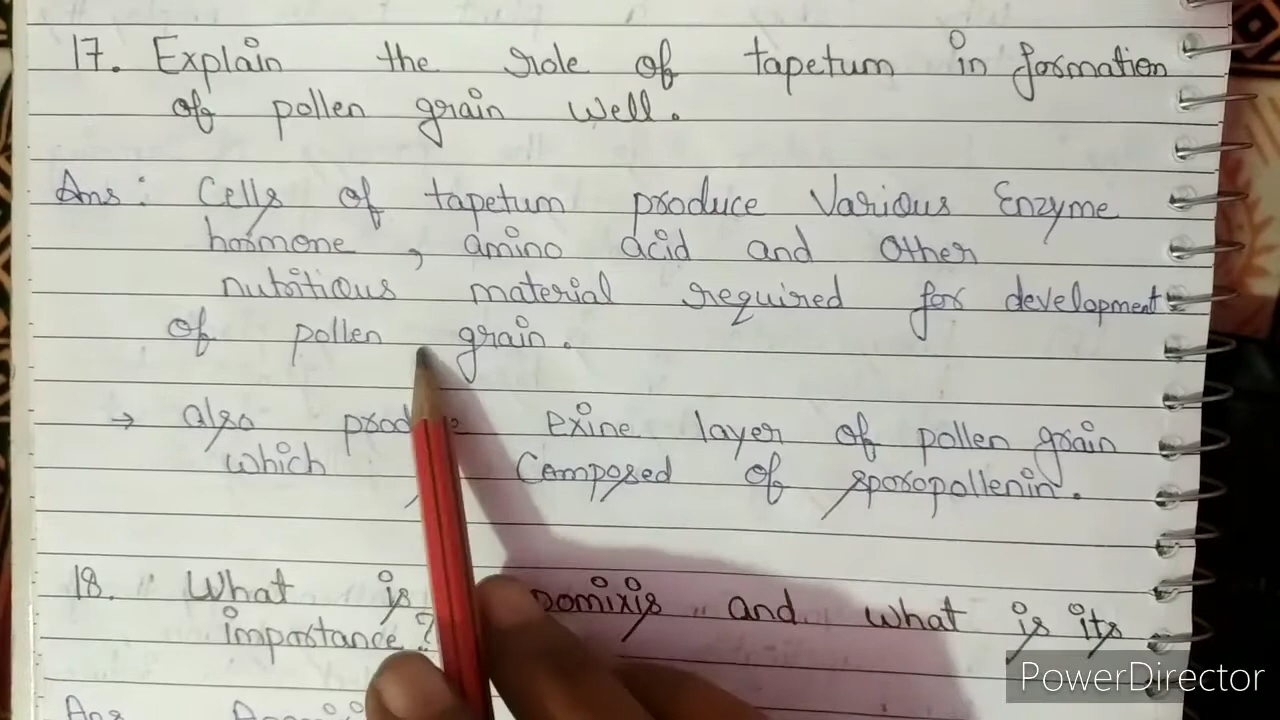 17. Explain the role of tapetum in formation
of pollen grain well.
Ans: Cells of tapetum produce various Enzyme
hormone, amino acid and other
nutritious material required for development
of pollen grain.
→ also exine layer of pollen grain
which Composed of sporopollenin.
18. What is and what is its
importance?
Ans
PowerDirector